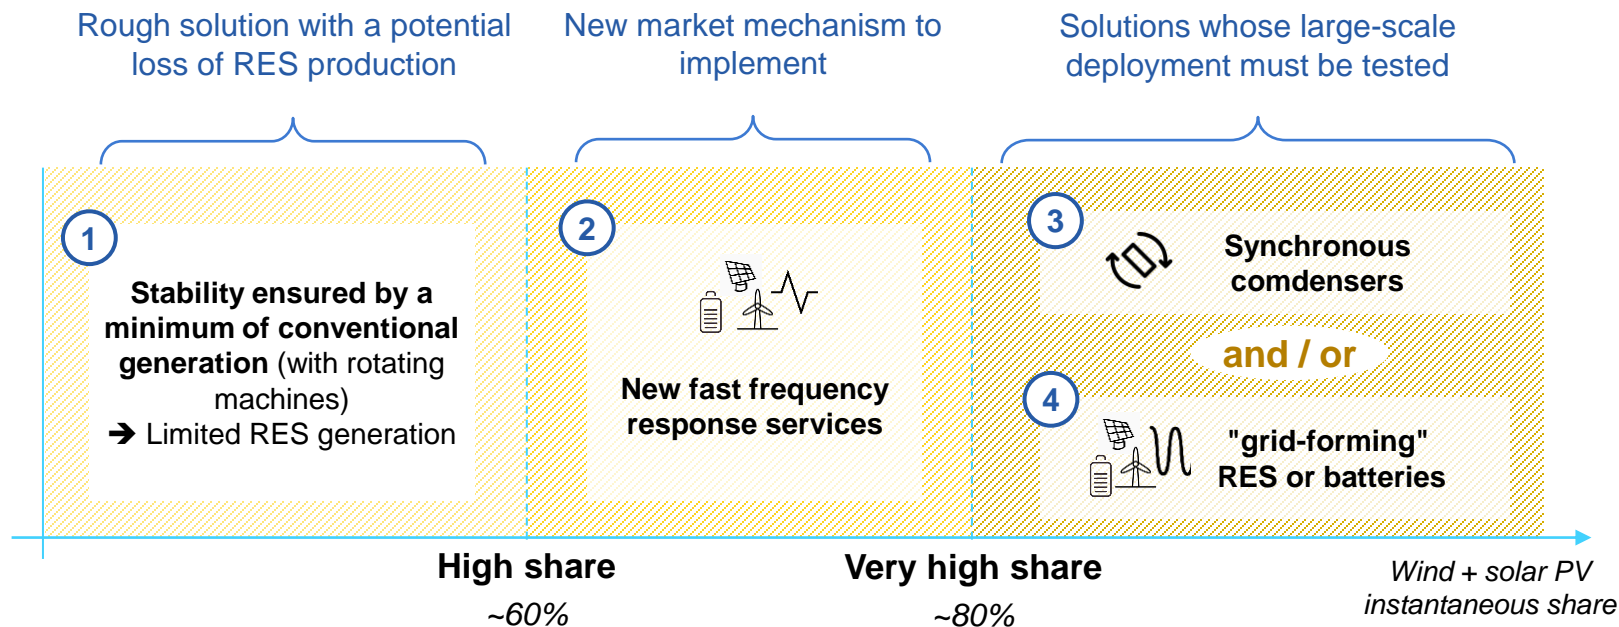 Rough solution with a potential
loss of RES production
New market mechanism to
implement
Solutions whose large-scale
deployment must be tested
1
Stability ensured by a
minimum of conventional
generation (with rotating
machines)
➔ Limited RES generation
2
New fast frequency
response services
3
Synchronous
comdensers
and / or
4
"grid-forming"
RES or batteries
High share
~60%
Very high share
~80%
Wind + solar PV
instantaneous share